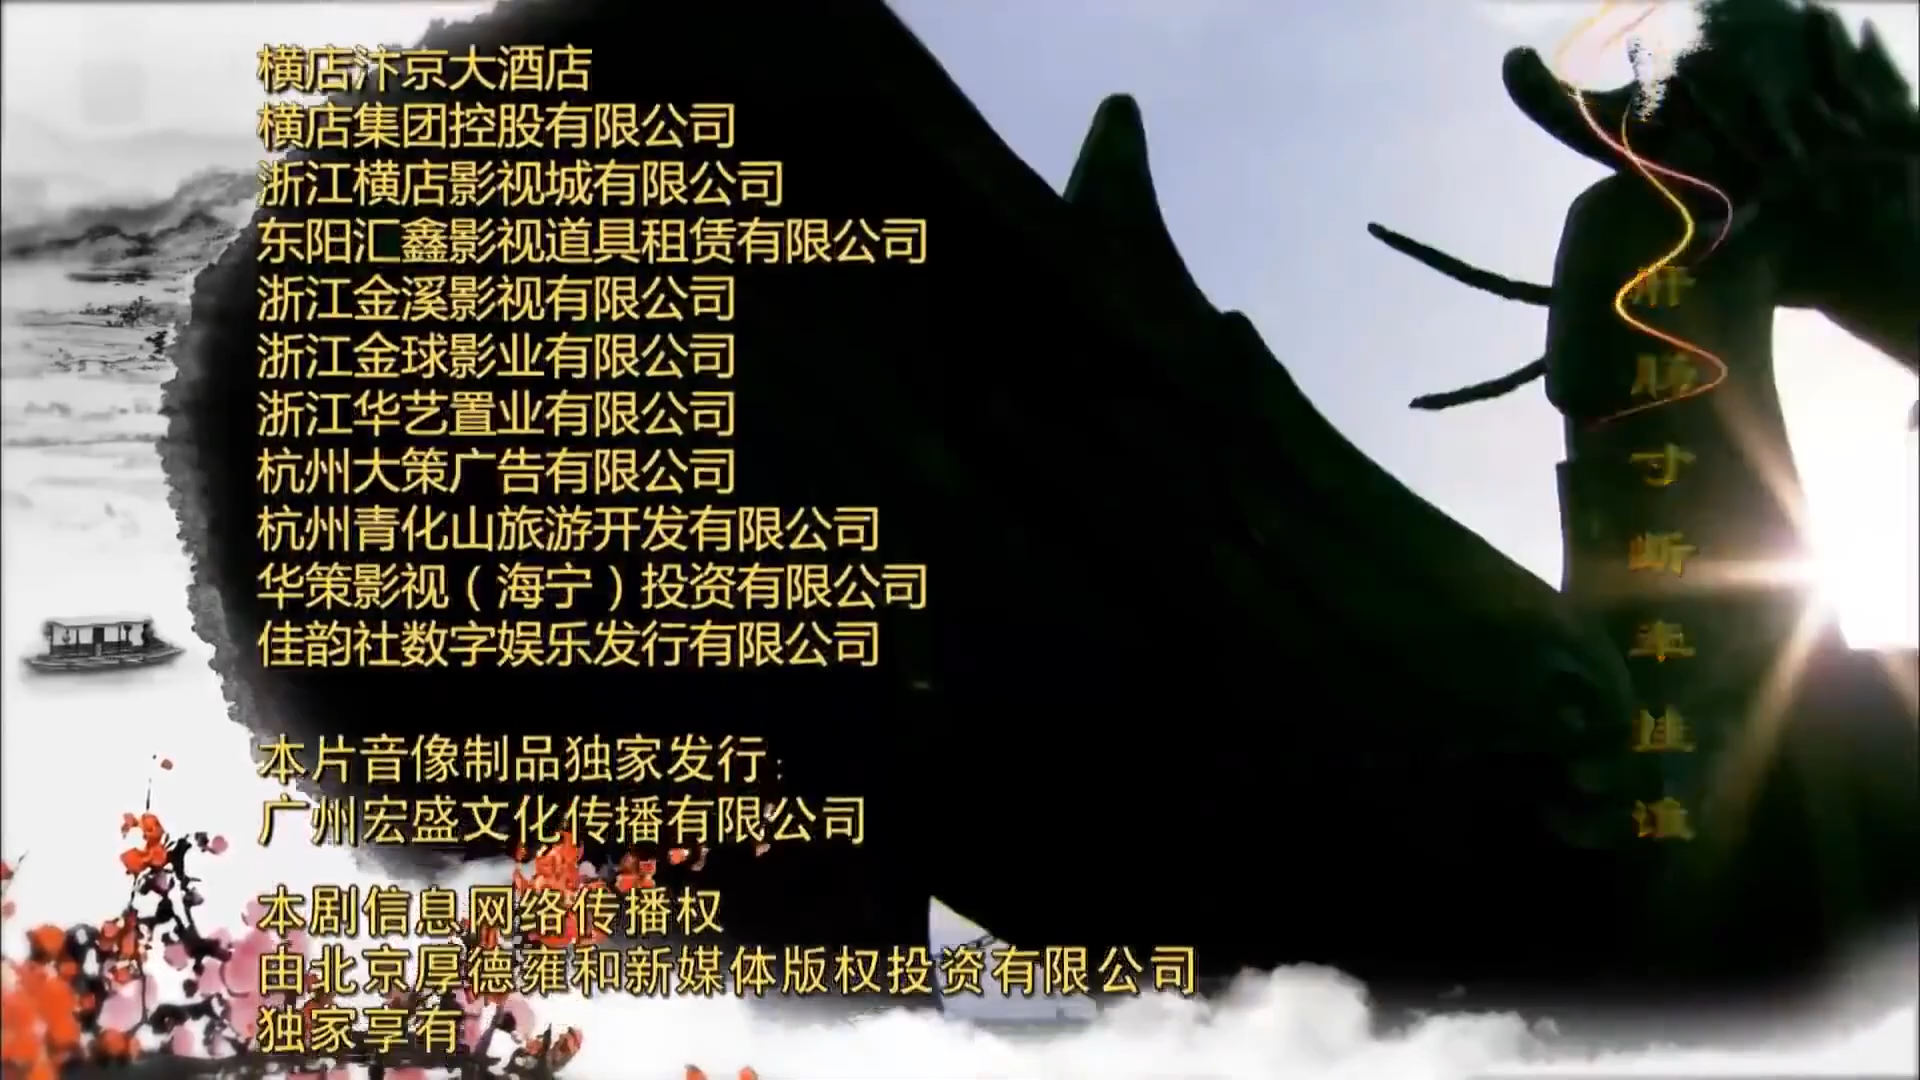 横店汴京大酒店
横店集团控股有限公司
浙江横店影视城有限公司
东阳汇鑫影视道具租赁有限公司
浙江金溪影视有限公司
浙江金球影业有限公司
浙江华艺置业有限公司
杭州大策广告有限公司
杭州青化山旅游开发有限公司
华策影视（海宁）投资有限公司
佳韵社数字娱乐发行有限公司
本片音像制品独家发行：
广州宏盛文化传播有限公司
本剧信息网络传播权
由北京厚德雍和新媒体版权投资有限公司
独家享有
肝肠寸断牵挂谁